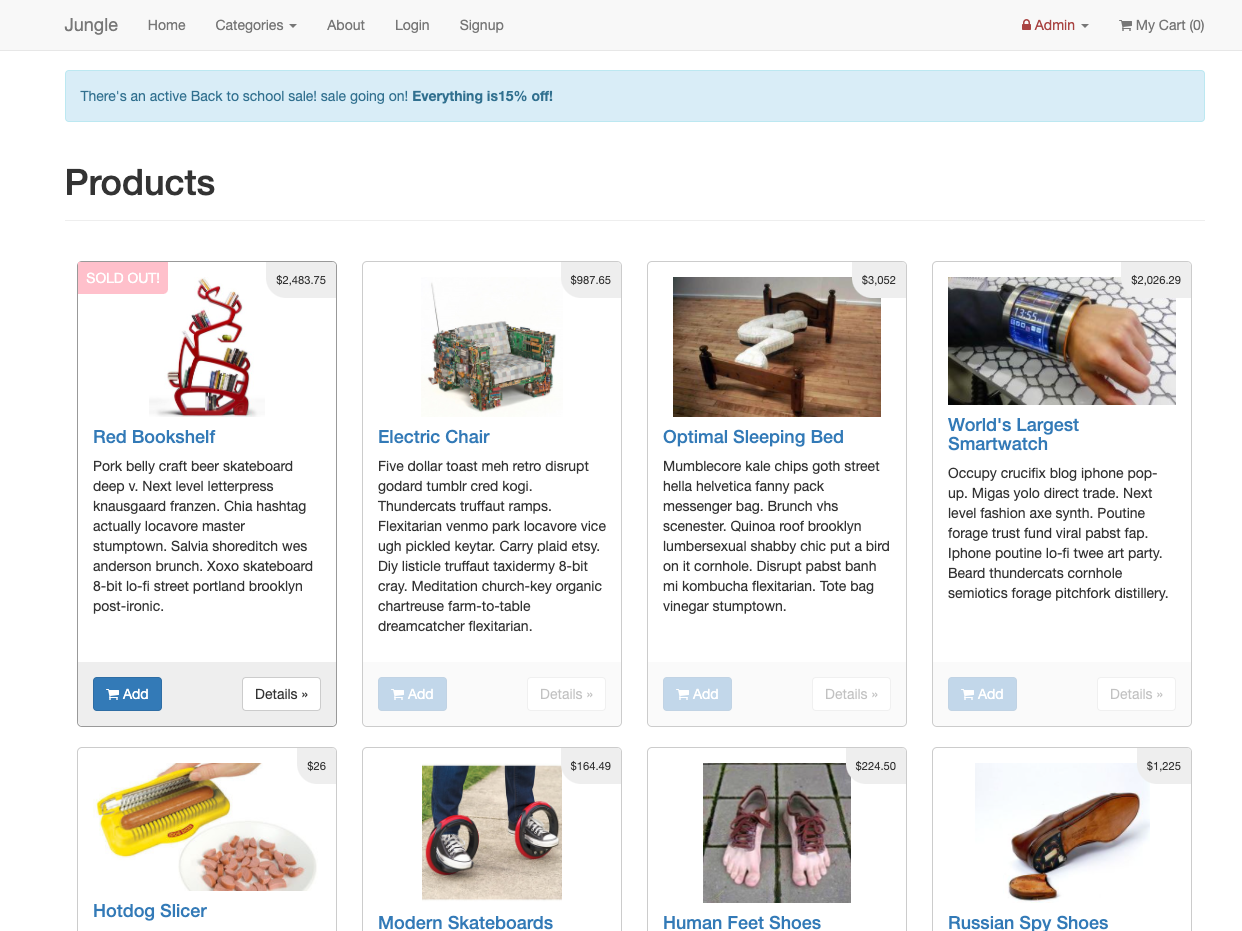 Jungle Home Categories About Login Signup Admin My Cart (0)
There's an active Back to school sale! sale going on! Everything is15% off!
Products
SOLD OUT!
$2,483.75
Red Bookshelf
Pork belly craft beer skateboard
deep v. Next level letterpress
knausgaard franzen. Chia hashtag
actually locavore master
stumptown. Salvia shoreditch wes
anderson brunch. Xoxo skateboard
8-bit lo-fi street portland brooklyn
post-ironic.
Add Details »
$987.65
Electric Chair
Five dollar toast meh retro disrupt
godard tumblr cred kogi.
Thundercats truffaut ramps.
Flexitarian venmo park locavore vice
ugh pickled keytar. Carry plaid etsy.
Diy listicle truffaut taxidermy 8-bit
cray. Meditation church-key organic
chartreuse farm-to-table
dreamcatcher flexitarian.
Add Details »
$3,052
Optimal Sleeping Bed
Mumblecore kale chips goth street
hella helvetica fanny pack
messenger bag. Brunch vhs
scenester. Quinoa roof brooklyn
lumbersexual shabby chic put a bird
on it cornhole. Disrupt pabst banh
mi kombucha flexitarian. Tote bag
vinegar stumptown.
Add Details »
$2,026.29
World's Largest
Smartwatch
Occupy crucifix blog iphone pop-
up. Migas yolo direct trade. Next
level fashion axe synth. Poutine
forage trust fund viral pabst fap.
Iphone poutine lo-fi twee art party.
Beard thundercats cornhole
semiotics forage pitchfork distillery.
Add Details »
$26
Hotdog Slicer
$164.49
Modern Skateboards
$224.50
Human Feet Shoes
$1,225
Russian Spy Shoes